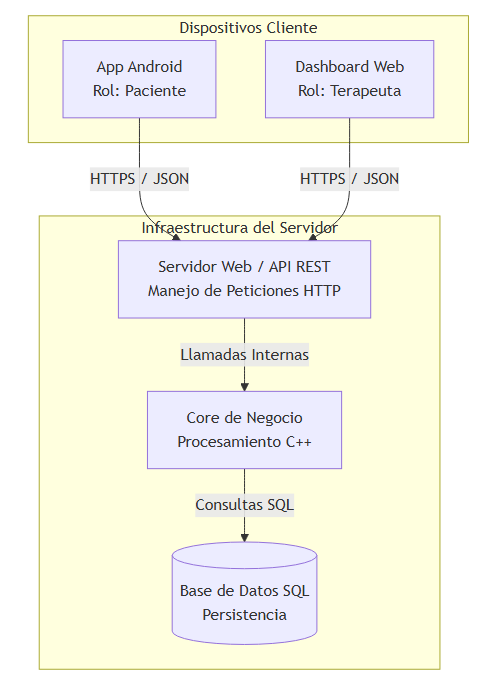 Dispositivos Cliente
App Android
Rol: Paciente
Dashboard Web
Rol: Terapeuta
HTTPS / JSON
HTTPS / JSON
Infraestructura del Servidor
Servidor Web / API REST
Manejo de Peticiones HTTP
Llamadas Internas
Core de Negocio
Procesamiento C++
Consultas SQL
Base de Datos SQL
Persistencia